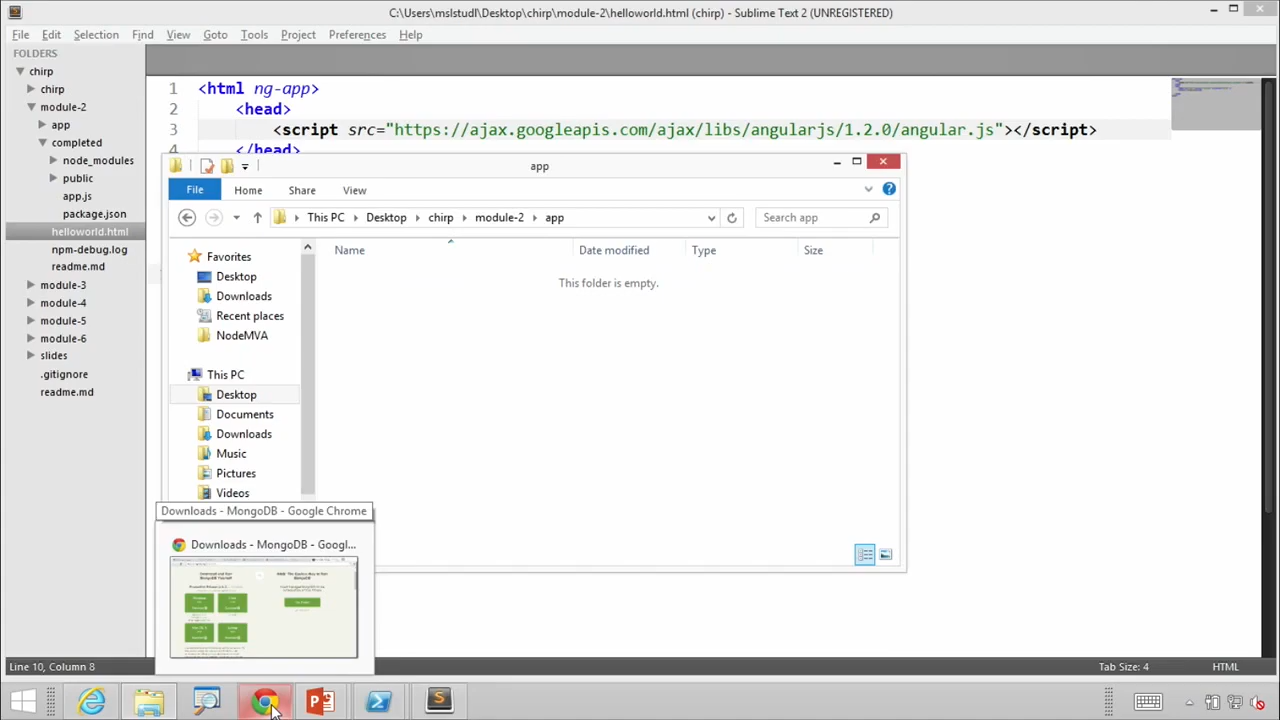 C:\Users\mslstudl\Desktop\chirp\module-2\helloworld.html (chirp) - Sublime Text 2 (UNREGISTERED)
File Edit Selection Find View Goto Tools Project Preferences Help
FOLDERS
chirp
chirp
module-2
app
completed
node_modules
public
app.js
package.json
helloworld.html
npm-debug.log
readme.md
module-3
module-4
module-5
module-6
slides
.gitignore
readme.md
1 <html ng-app>
2 <head>
3 <script src="https://ajax.googleapis.com/ajax/libs/angularjs/1.2.0/angular.js"></script>
4 </head>
app
File Home Share View
This PC Desktop chirp module-2 app
Search app
Name Date modified Type Size
This folder is empty.
Favorites
Desktop
Downloads
Recent places
NodeMVA
This PC
Desktop
Documents
Downloads
Music
Pictures
Videos
Downloads - MongoDB - Google Chrome
Downloads - MongoDB - Googl...
Line 10, Column 8
Tab Size: 4
HTML